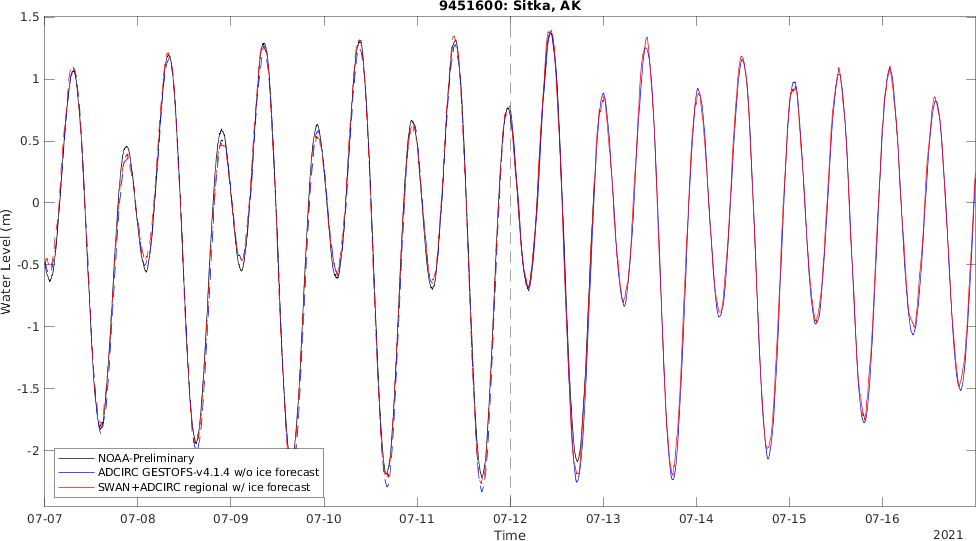 9451600: Sitka, AK
1.5
1
0.5
0
-0.5
-1
-1.5
-2
Water Level (m)
NOAA-Preliminary
ADCIRC GESTOFS-v4.1.4 w/o ice forecast
SWAN+ADCIRC regional w/ ice forecast
07-07 07-08 07-09 07-10 07-11 07-12 07-13 07-14 07-15 07-16
Time
2021